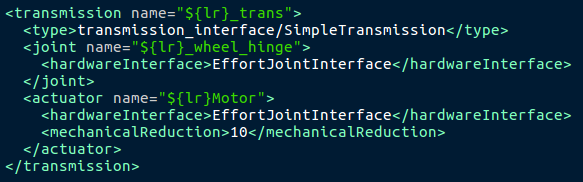 <transmission name="${lr}_trans">
  <type>transmission_interface/SimpleTransmission</type>
  <joint name="${lr}_wheel_hinge">
    <hardwareInterface>EffortJointInterface</hardwareInterface>
  </joint>
  <actuator name="${lr}Motor">
    <hardwareInterface>EffortJointInterface</hardwareInterface>
    <mechanicalReduction>10</mechanicalReduction>
  </actuator>
</transmission>